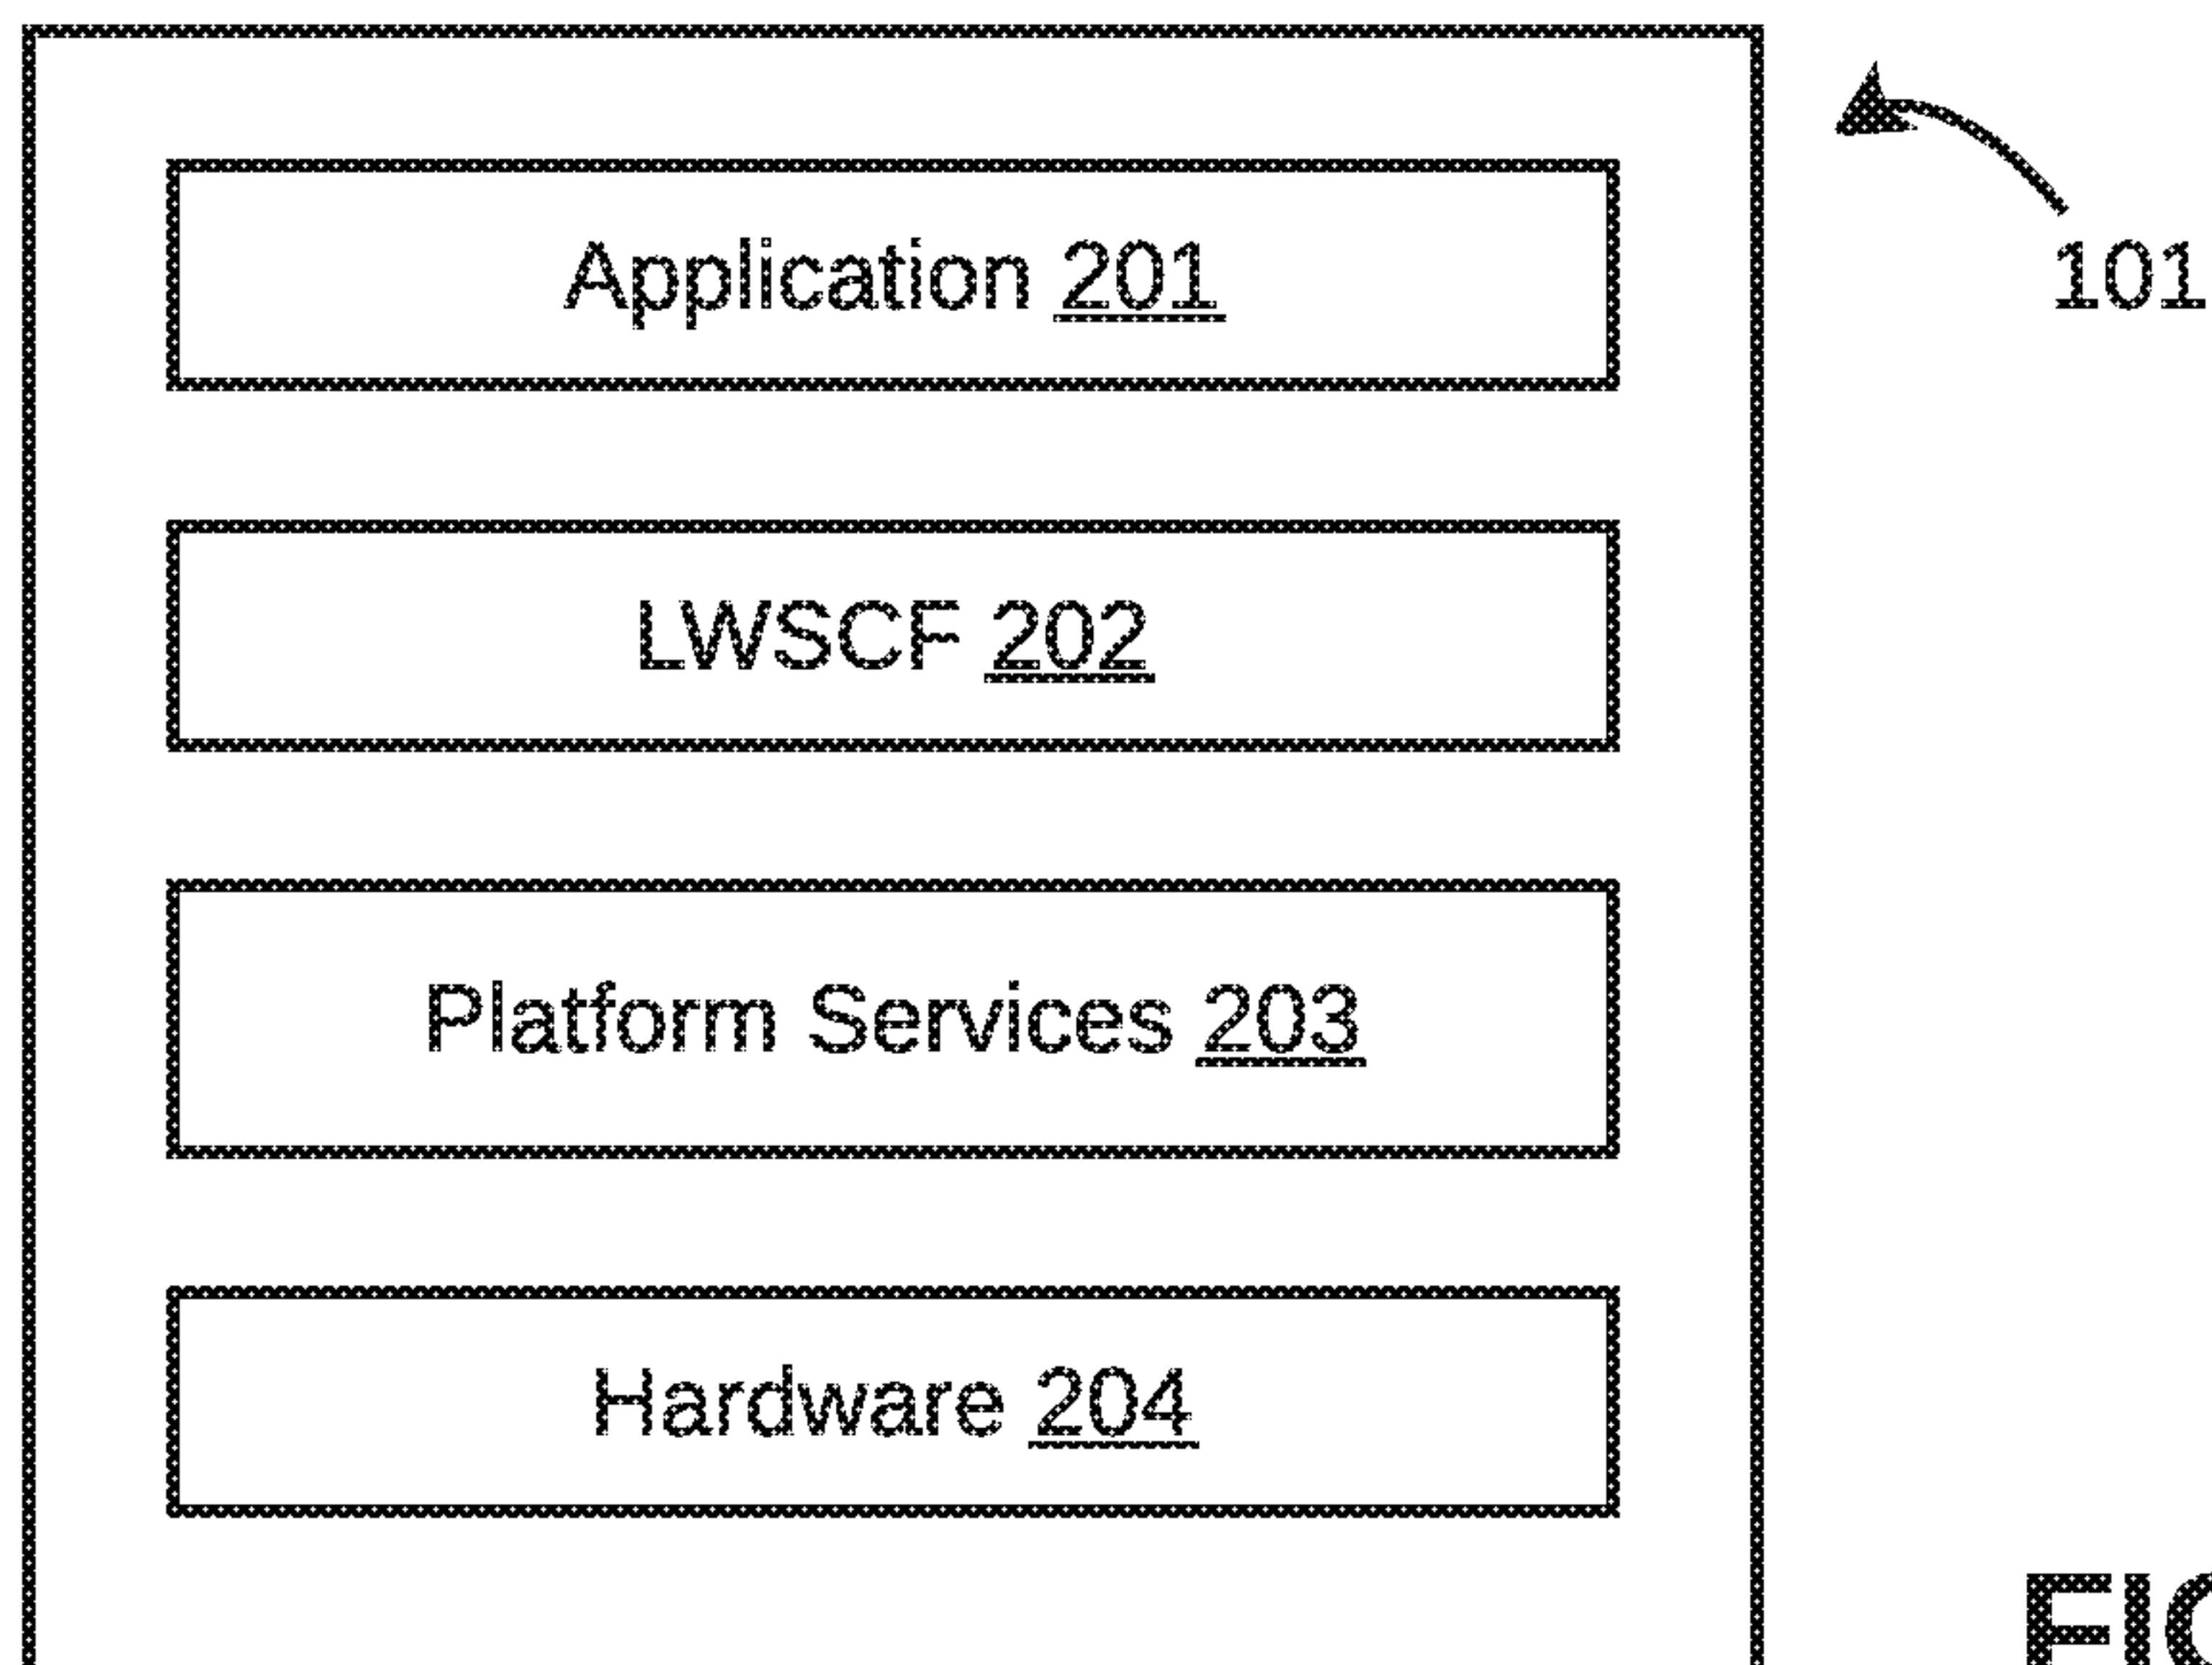 Application 201
101
LWSCF 202
Platform Services 203
Hardware 204